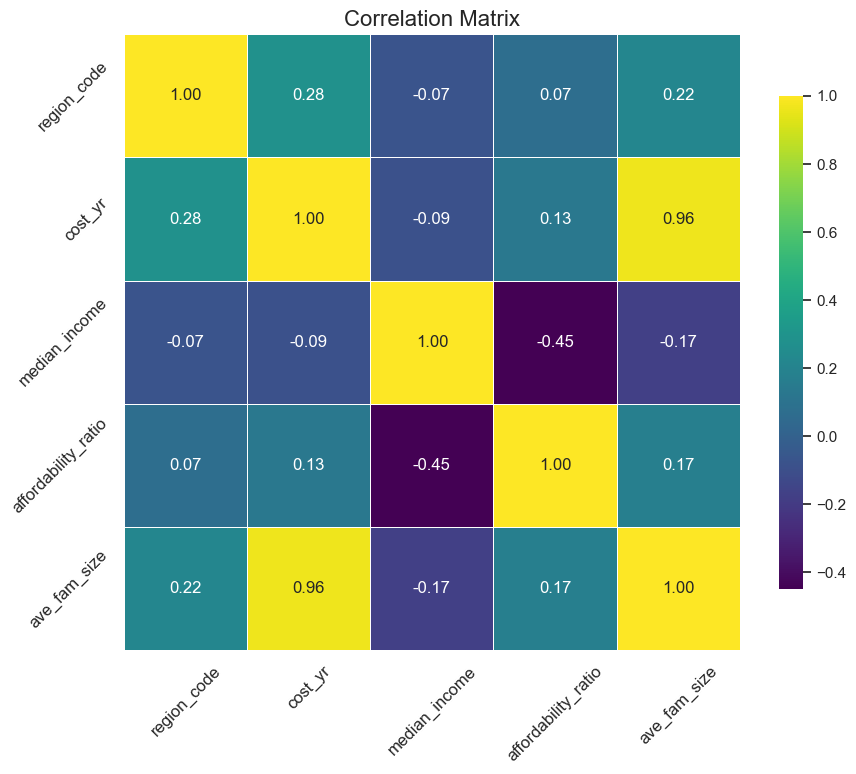 Correlation Matrix
region_code 1.00 0.28 -0.07 0.07 0.22
cost_yr 0.28 1.00 -0.09 0.13 0.96
median_income -0.07 -0.09 1.00 -0.45 -0.17
affordability_ratio 0.07 0.13 -0.45 1.00 0.17
ave_fam_size 0.22 0.96 -0.17 0.17 1.00
region_code cost_yr median_income affordability_ratio ave_fam_size
1.0
0.8
0.6
0.4
0.2
0.0
−0.2
−0.4